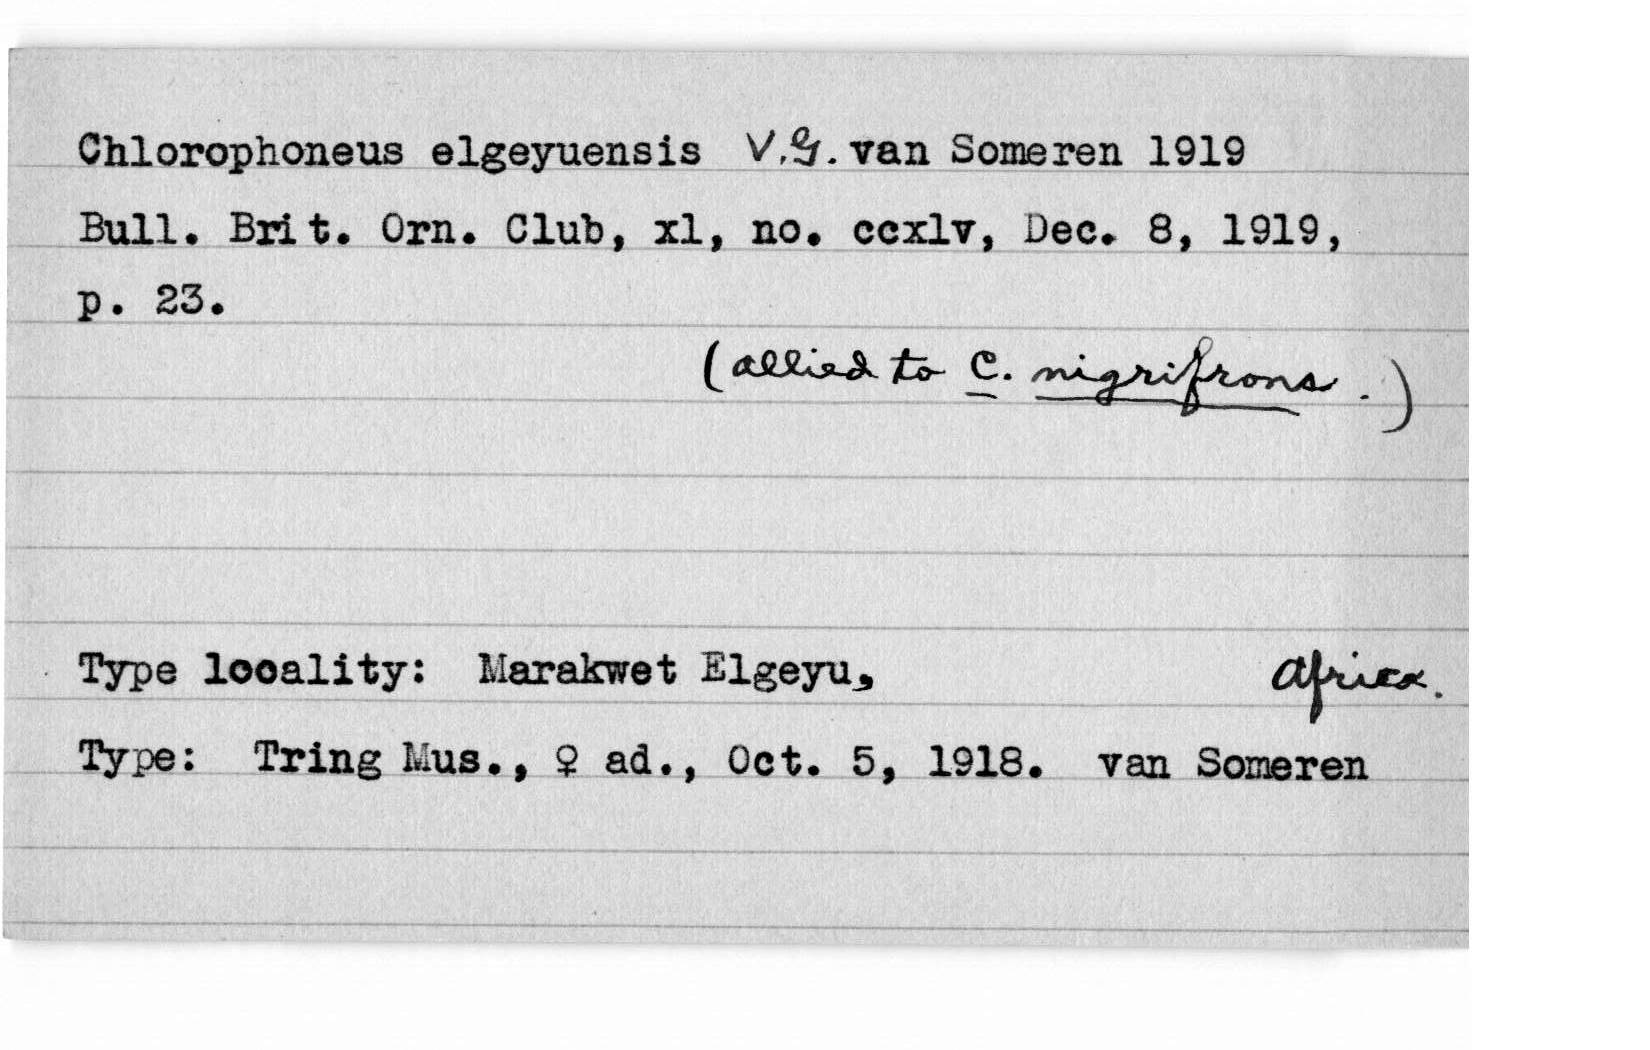 Chlorophoneus elgeyuensis V.G. van Someren 1919
Bull. Brit. Orn. Club, xl, no. ccxlv, Dec. 8, 1919,
p. 23.
(allied to C. nigrifrons.)
Type locality: Marakwet Elgeyu, Africa.
Type: Tring Mus., ♀ ad., Oct. 5, 1918. van Someren